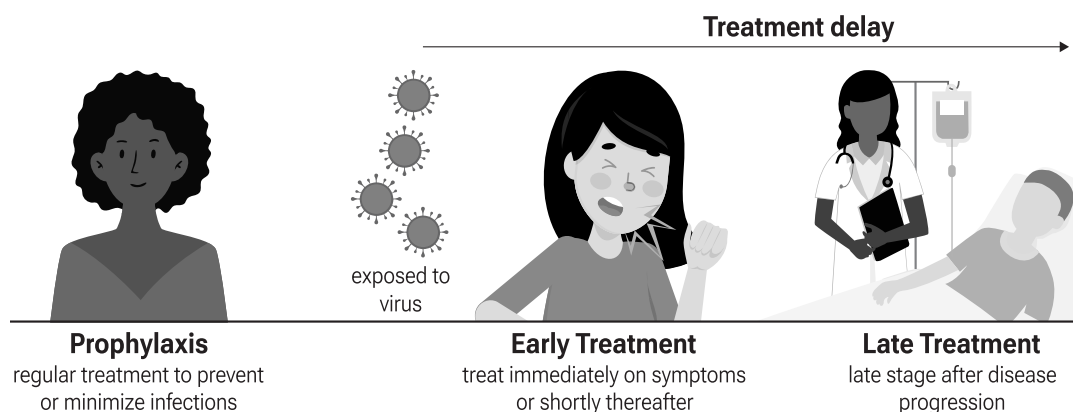 Treatment delay
exposed to
virus
Prophylaxis
regular treatment to prevent
or minimize infections
Early Treatment
treat immediately on symptoms
or shortly thereafter
Late Treatment
late stage after disease
progression